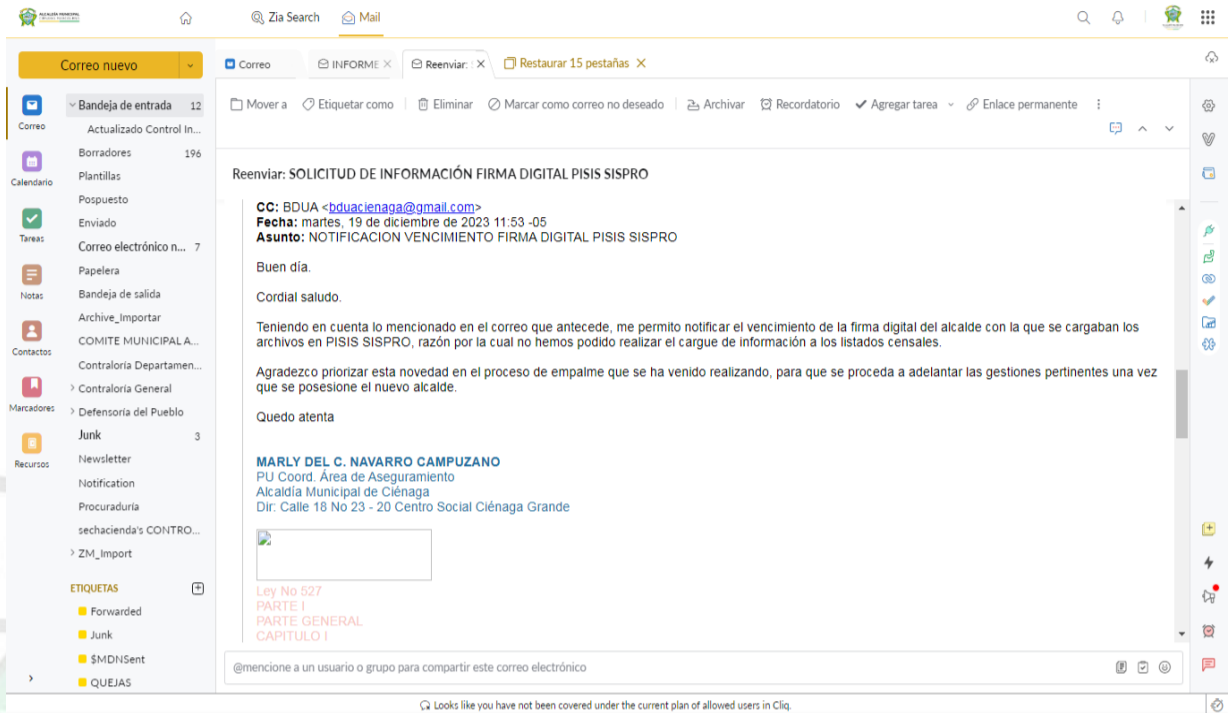 ALCALDÍA MUNICIPAL
Zia Search
Mail
Correo nuevo
Correo
INFORME
Reenviar: :
Restaurar 15 pestañas
Correo
Calendario
Tareas
Notas
Contactos
Marcadores
Recursos
Bandeja de entrada 12
Actualizado Control In...
Borradores 196
Plantillas
Pospuesto
Enviado
Correo electrónico n... 7
Papelera
Bandeja de salida
Archive_Importar
COMITE MUNICIPAL A...
Contraloría Departamen...
Contraloría General
Defensoría del Pueblo
Junk 3
Newsletter
Notification
Procuraduría
sechacienda's CONTRO...
ZM_Import
ETIQUETAS
Forwarded
Junk
$MDNSent
QUEJAS
Mover a Etiquetar como Eliminar Marcar como correo no deseado Archivar Recordatorio Agregar tarea Enlace permanente
Reenviar: SOLICITUD DE INFORMACIÓN FIRMA DIGITAL PISIS SISPRO
CC: BDUA <bduacienaga@gmail.com>
Fecha: martes, 19 de diciembre de 2023 11:53 -05
Asunto: NOTIFICACION VENCIMIENTO FIRMA DIGITAL PISIS SISPRO
Buen día.
Cordial saludo.
Teniendo en cuenta lo mencionado en el correo que antecede, me permito notificar el vencimiento de la firma digital del alcalde con la que se cargaban los
archivos en PISIS SISPRO, razón por la cual no hemos podido realizar el cargue de información a los listados censales.
Agradezco priorizar esta novedad en el proceso de empalme que se ha venido realizando, para que se proceda a adelantar las gestiones pertinentes una vez
que se posesione el nuevo alcalde.
Quedo atenta
MARLY DEL C. NAVARRO CAMPUZANO
PU Coord. Área de Aseguramiento
Alcaldía Municipal de Ciénaga
Dir: Calle 18 No 23 - 20 Centro Social Ciénaga Grande
Ley No 527
PARTE I
PARTE GENERAL
CAPITULO I
@mencione a un usuario o grupo para compartir este correo electrónico
Looks like you have not been covered under the current plan of allowed users in Cliq.